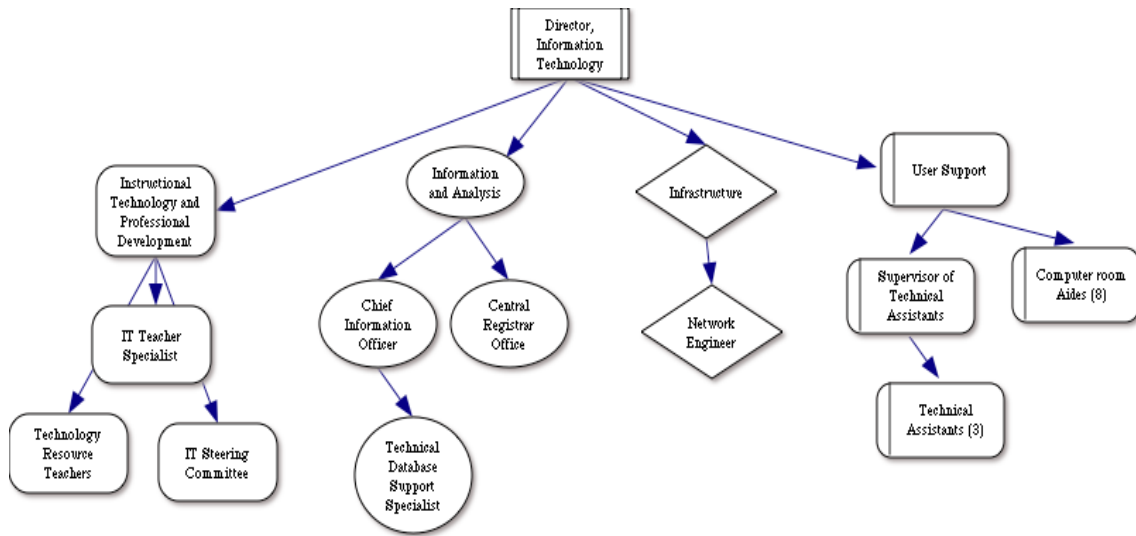 Director,
Information
Technology
Instructional
Technology and
Professional
Development
Information
and Analysis
Infrastructure
User Support
IT Teacher
Specialist
Chief
Information
Officer
Central
Registrar
Office
Network
Engineer
Supervisor of
Technical
Assistants
Computer room
Aides (8)
Technology
Resource
Teachers
IT Steering
Committee
Technical
Database
Support
Specialist
Technical
Assistants (3)